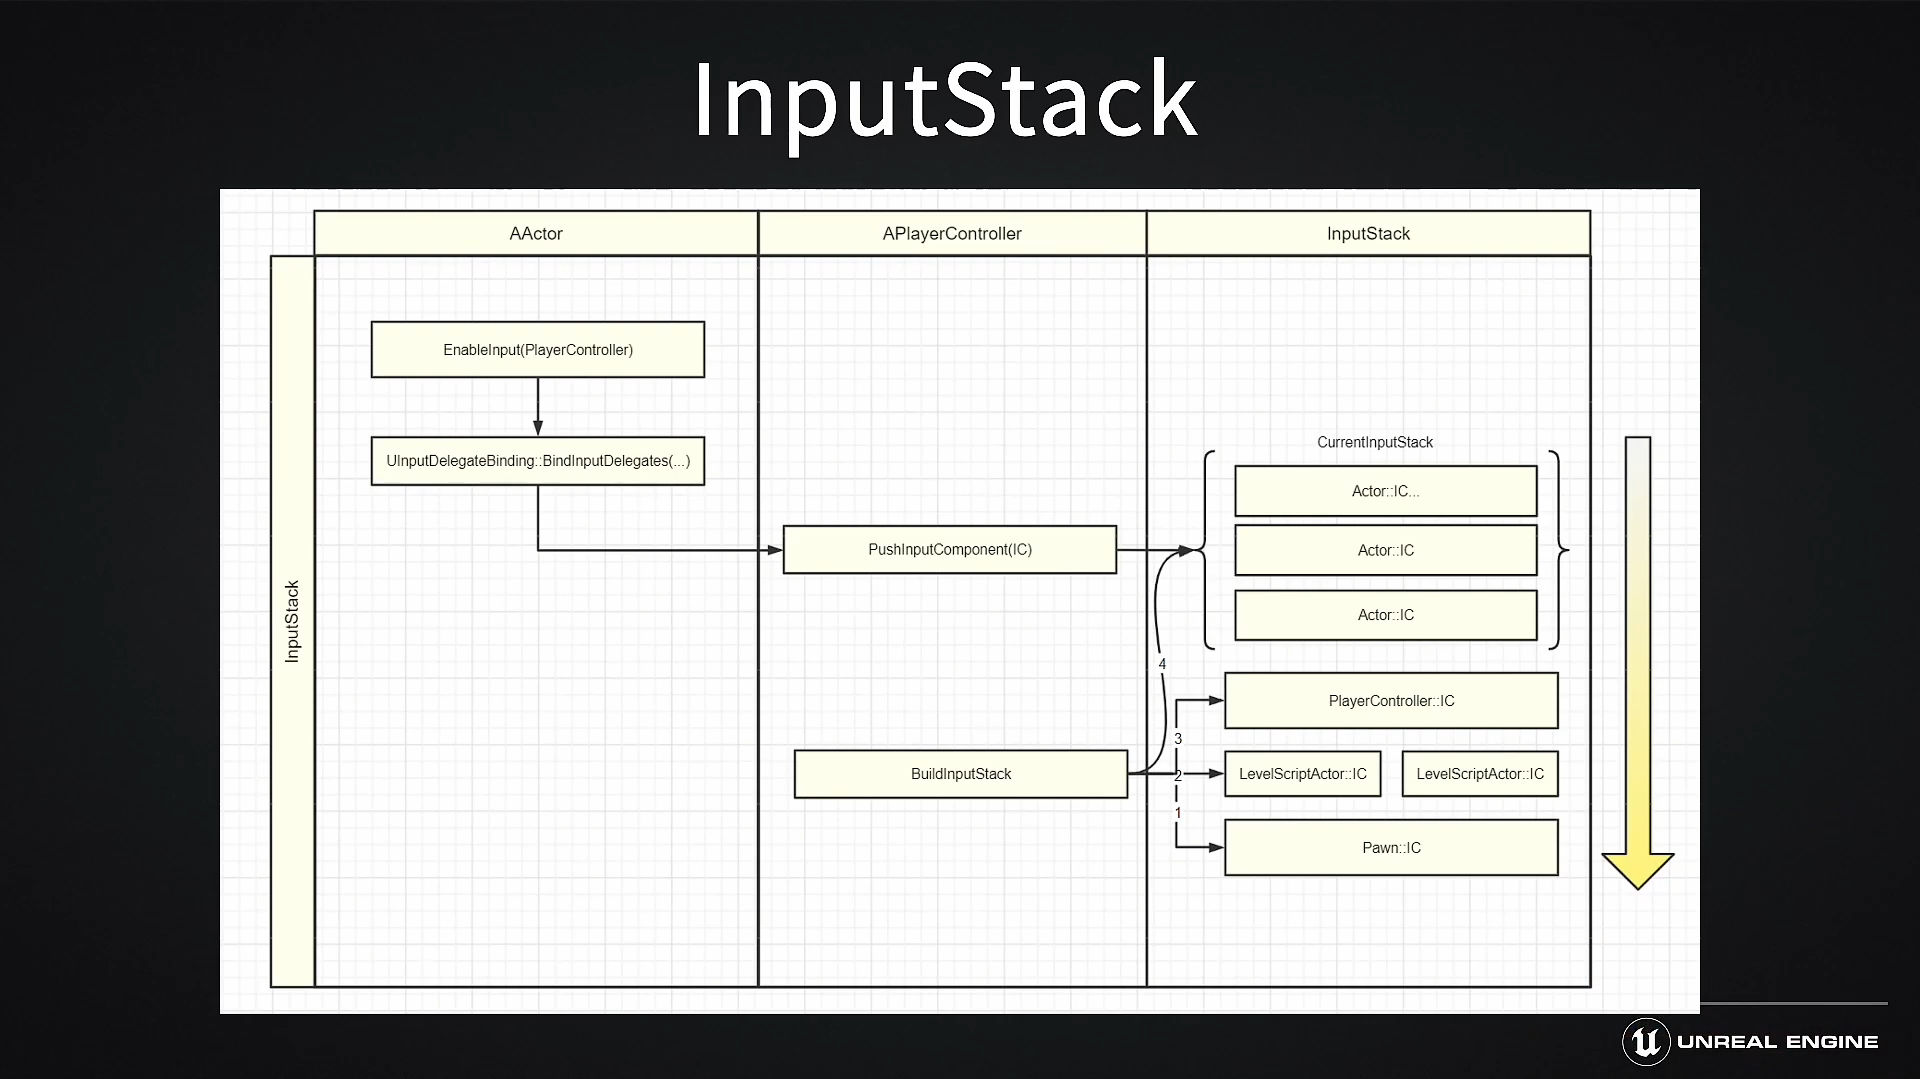 InputStack
AActor
APlayerController
InputStack
InputStack
EnableInput(PlayerController)
UInputDelegateBinding::BindInputDelegates(...)
PushInputComponent(IC)
BuildInputStack
CurrentInputStack
Actor::IC...
Actor::IC
Actor::IC
4
PlayerController::IC
3
2
LevelScriptActor::IC
LevelScriptActor::IC
1
Pawn::IC
UNREAL ENGINE